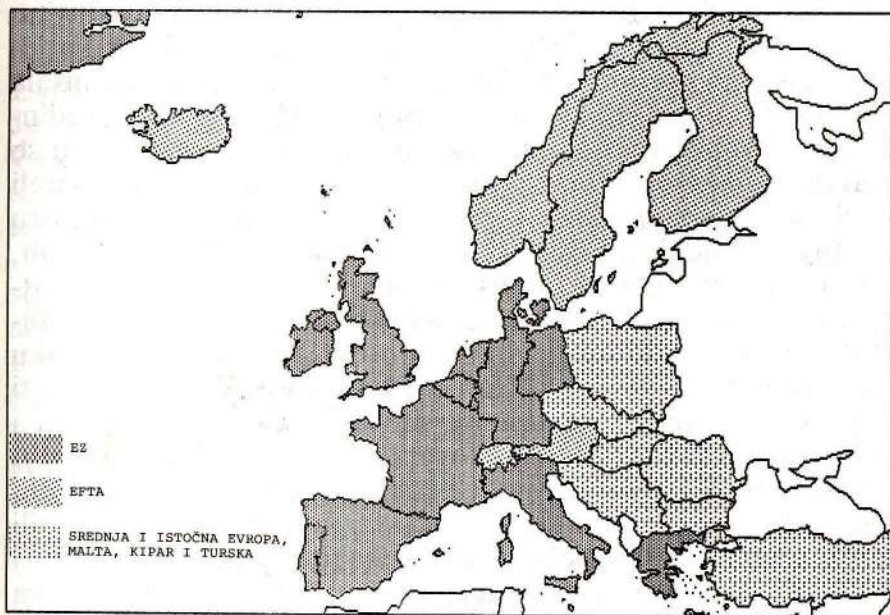 EZ
EFTA
SREDNJA I ISTOČNA EVROPA,
MALTA, KIPAR I TURSKA